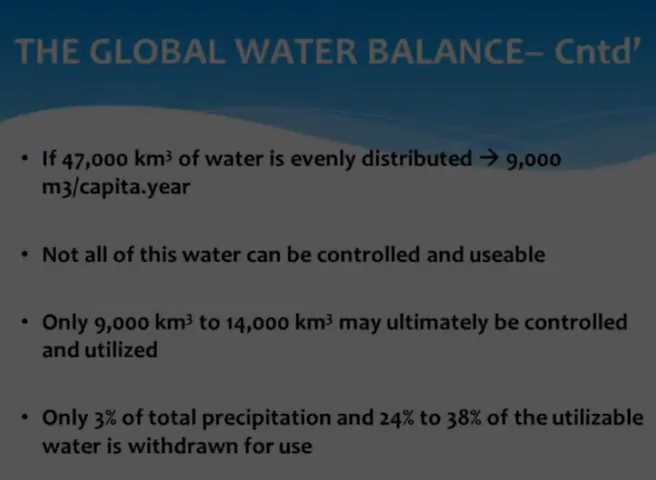 THE GLOBAL WATER BALANCE– Cntd'
• If 47,000 km³ of water is evenly distributed → 9,000
m3/capita.year
• Not all of this water can be controlled and useable
• Only 9,000 km³ to 14,000 km³ may ultimately be controlled
and utilized
• Only 3% of total precipitation and 24% to 38% of the utilizable
water is withdrawn for use